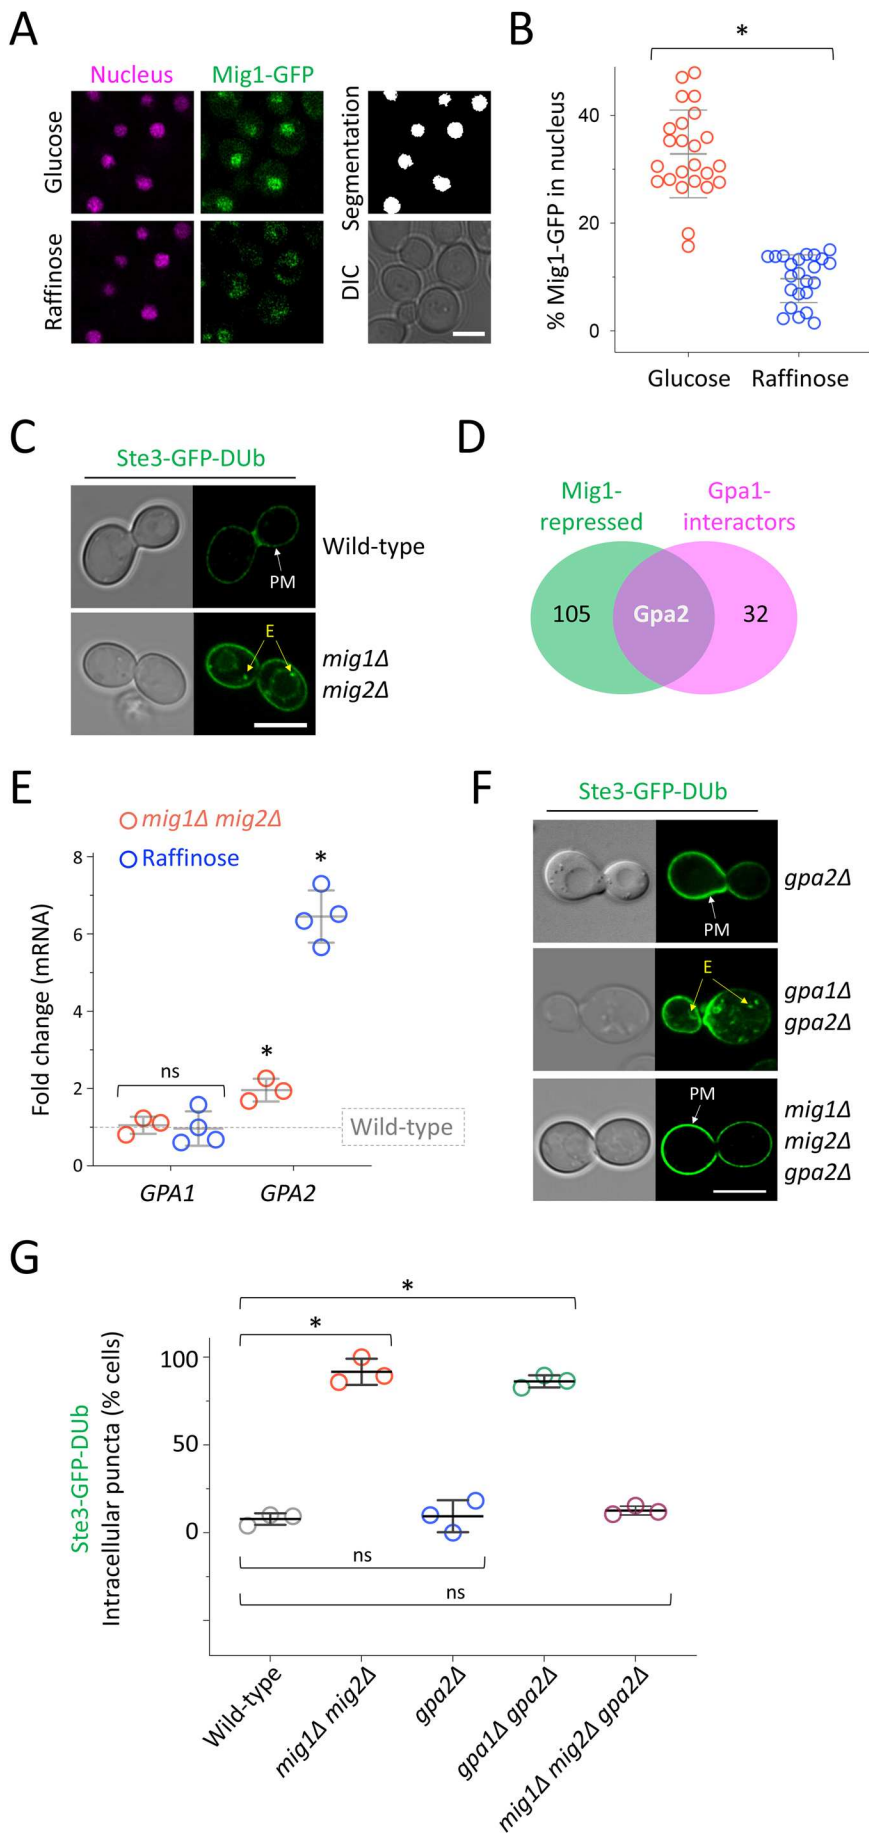 A
Nucleus
Mig1-GFP
Glucose
Raffinose
Segmentation
DIC
B
*
% Mig1-GFP in nucleus
40
20
0
Glucose
Raffinose
C
Ste3-GFP-DUb
Wild-type
PM
E
mig1Δ
mig2Δ
D
Mig1-
repressed
Gpa1-
interactors
105
Gpa2
32
E
mig1Δ mig2Δ
Raffinose
Fold change (mRNA)
8
6
4
2
0
*
*
ns
Wild-type
GPA1
GPA2
F
Ste3-GFP-DUb
gpa2Δ
PM
E
gpa1Δ
gpa2Δ
PM
mig1Δ
mig2Δ
gpa2Δ
G
*
*
Ste3-GFP-DUb
Intracellular puncta (% cells)
100
50
0
ns
ns
Wild-type
mig1Δ mig2Δ
gpa2Δ
gpa1Δ gpa2Δ
mig1Δ mig2Δ gpa2Δ